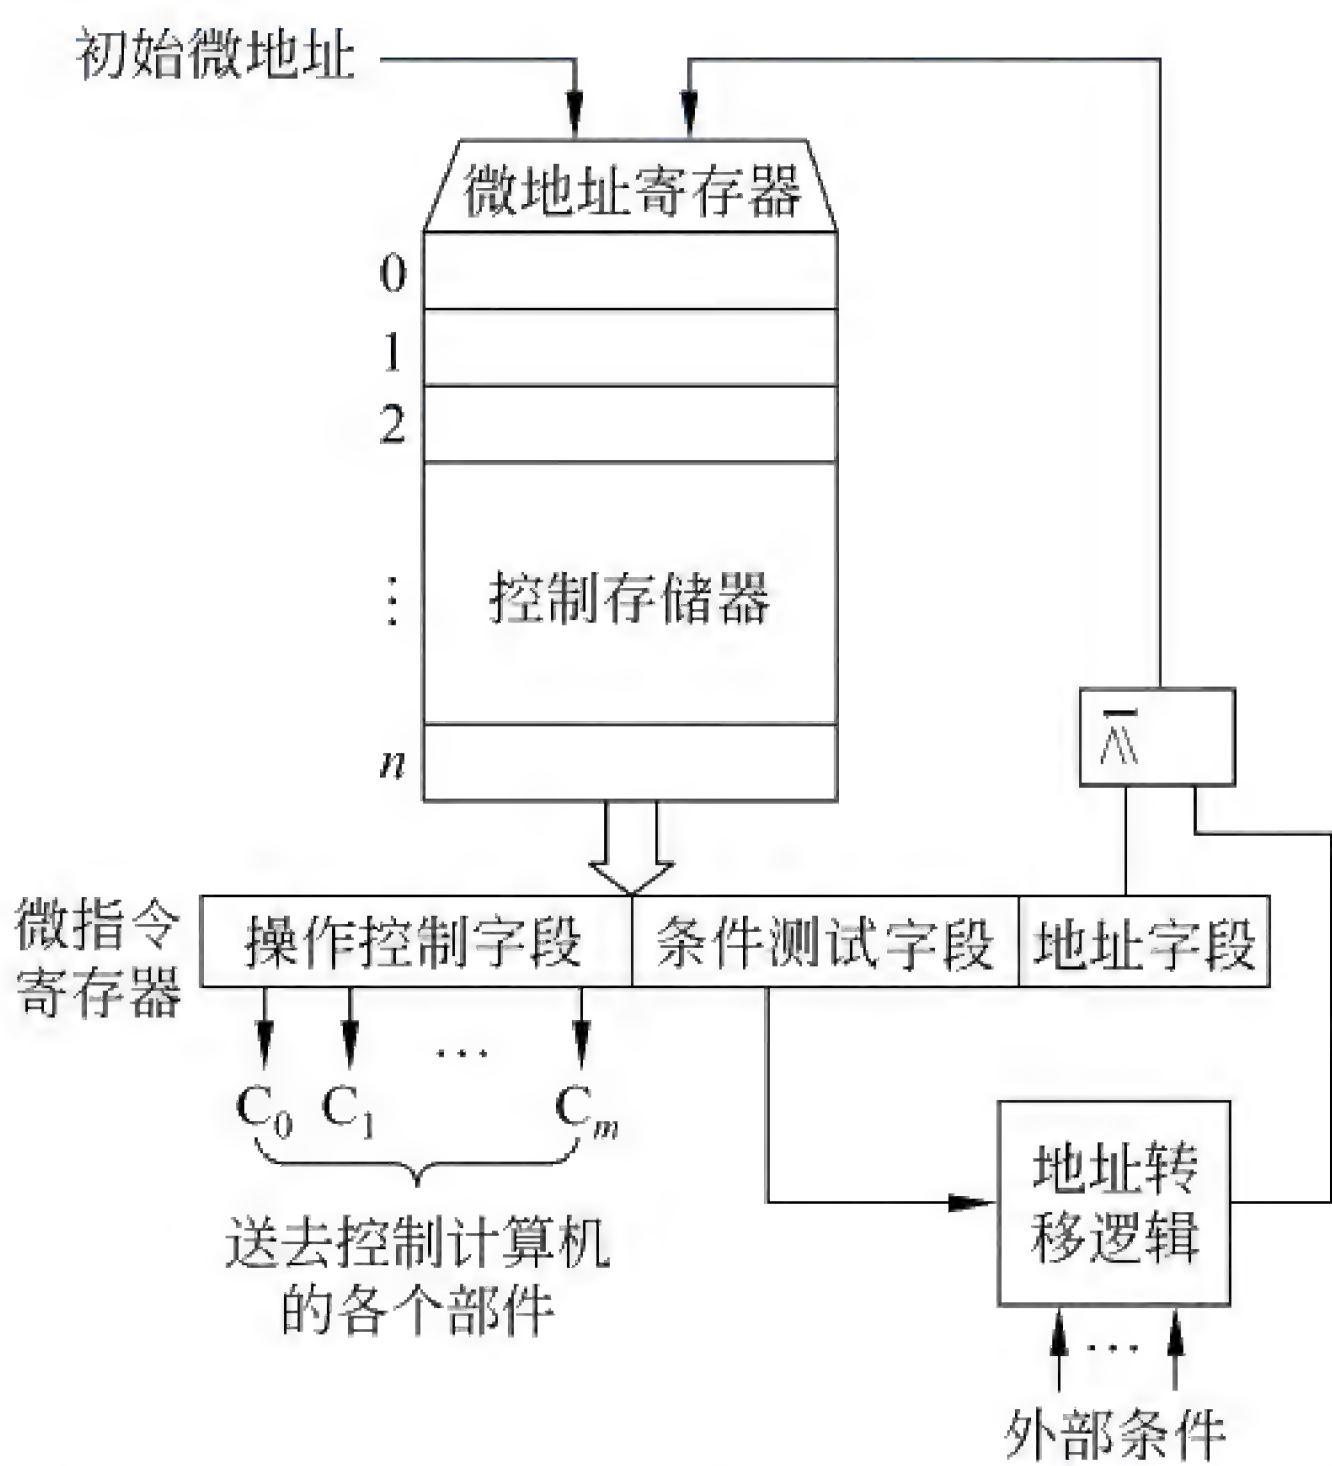 初始微地址
微地址寄存器
0
1
2
⋮
控制存储器
n
微指令
寄存器
操作控制字段
条件测试字段
地址字段
C0 C1 … Cm
送去控制计算机
的各个部件
地址转
移逻辑
…
外部条件